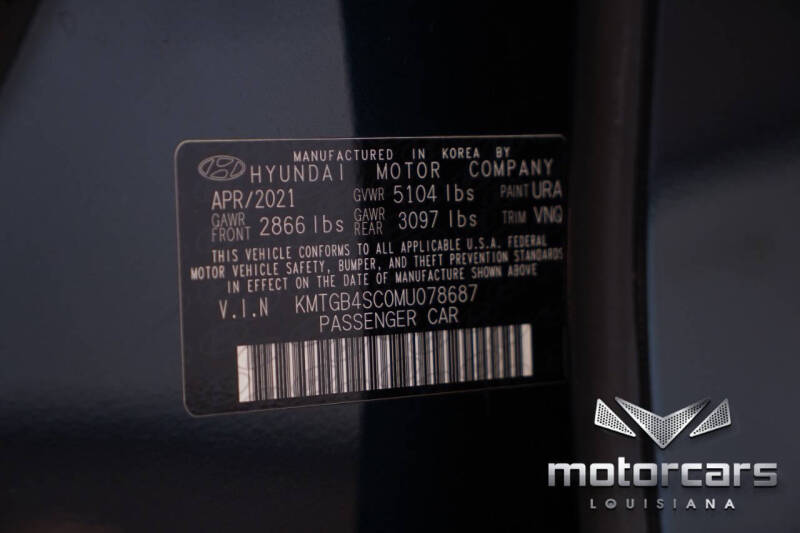 MANUFACTURED IN KOREA BY
HYUNDAI MOTOR COMPANY
APR/2021 GVWR 5104 lbs PAINT URA
GAWR FRONT 2866 lbs GAWR REAR 3097 lbs TRIM VNQ
THIS VEHICLE CONFORMS TO ALL APPLICABLE U.S.A. FEDERAL
MOTOR VEHICLE SAFETY, BUMPER, AND THEFT PREVENTION STANDARDS
IN EFFECT ON THE DATE OF MANUFACTURE SHOWN ABOVE
V.I.N KMTGB4SC0MU078687
PASSENGER CAR
motorcars
LOUISIANA